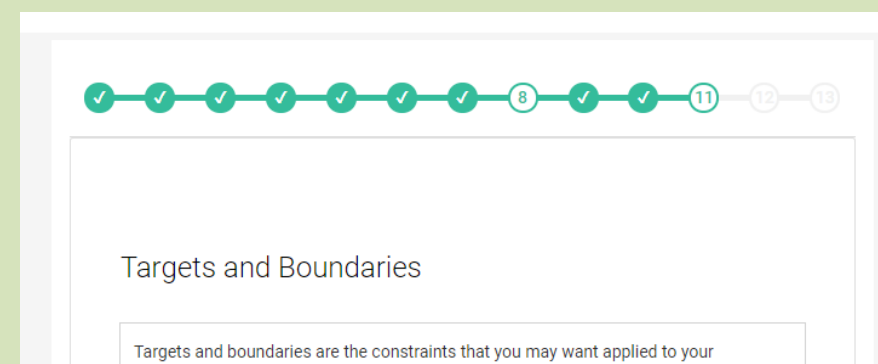 8 11 12 13
Targets and Boundaries
Targets and boundaries are the constraints that you may want applied to your